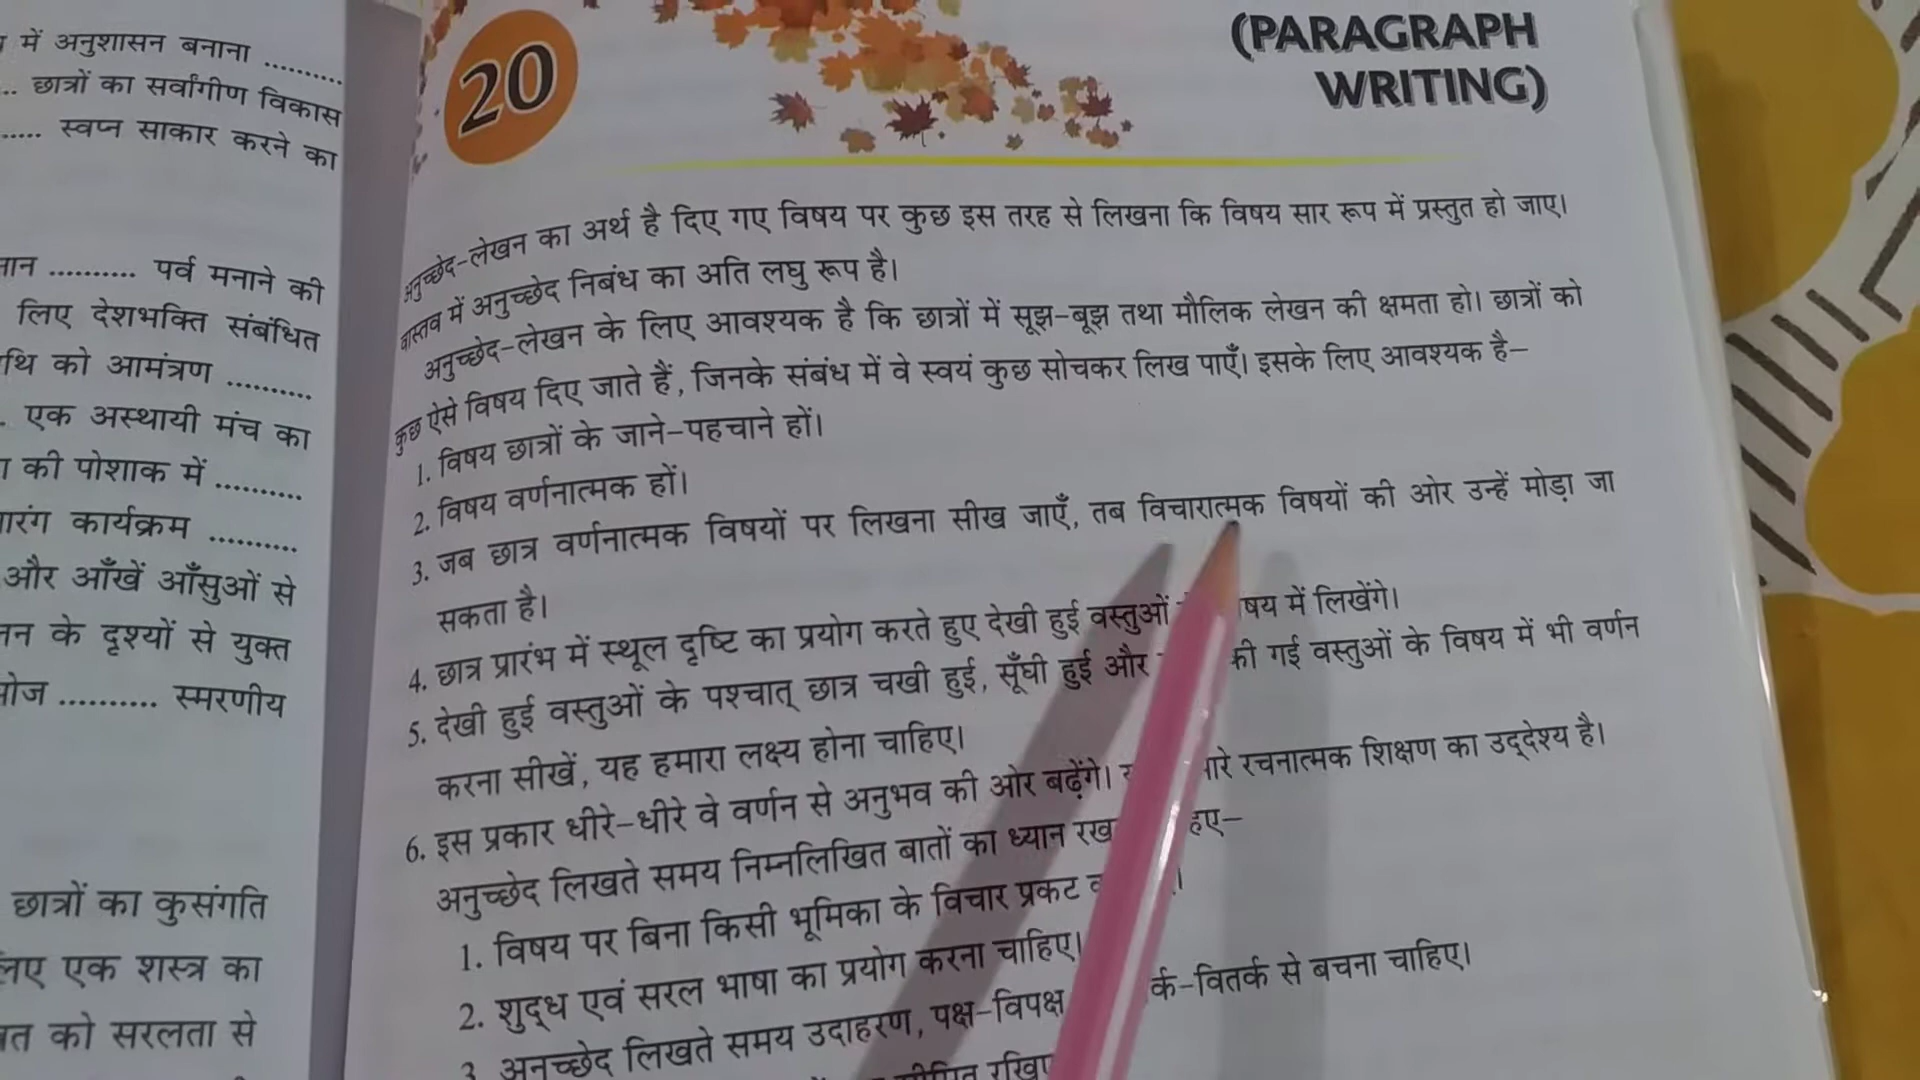 में अनुशासन बनाना ..........
.. छात्रों का सर्वांगीण विकास
..... स्वप्न साकार करने का
.......... पर्व मनाने की
लिए देशभक्ति संबंधित
को आमंत्रण ..........
. एक अस्थायी मंच का
की पोशाक में ..........
कार्यक्रम ..........
और आँखें आँसुओं से
के दृश्यों से युक्त
.......... स्मरणीय
छात्रों का कुसंगति
एक शस्त्र का
को सरलता से
20
(PARAGRAPH
WRITING)
अनुच्छेद-लेखन का अर्थ है दिए गए विषय पर कुछ इस तरह से लिखना कि विषय सार रूप में प्रस्तुत हो जाए।
वास्तव में अनुच्छेद निबंध का अति लघु रूप है।
अनुच्छेद-लेखन के लिए आवश्यक है कि छात्रों में सूझ-बूझ तथा मौलिक लेखन की क्षमता हो। छात्रों को
कुछ ऐसे विषय दिए जाते हैं, जिनके संबंध में वे स्वयं कुछ सोचकर लिख पाएँ। इसके लिए आवश्यक है–
1. विषय छात्रों के जाने-पहचाने हों।
2. विषय वर्णनात्मक हों।
3. जब छात्र वर्णनात्मक विषयों पर लिखना सीख जाएँ, तब विचारात्मक विषयों की ओर उन्हें मोड़ा जा
सकता है।
4. छात्र प्रारंभ में स्थूल दृष्टि का प्रयोग करते हुए देखी हुई वस्तुओं में लिखेंगे।
5. देखी हुई वस्तुओं के पश्चात् छात्र चखी हुई, सूँघी हुई और की गई वस्तुओं के विषय में भी वर्णन
करना सीखें, यह हमारा लक्ष्य होना चाहिए।
6. इस प्रकार धीरे-धीरे वे वर्णन से अनुभव की ओर बढ़ेंगे। रचनात्मक शिक्षण का उद्देश्य है।
अनुच्छेद लिखते समय निम्नलिखित बातों का ध्यान
1. विषय पर बिना किसी भूमिका के विचार प्रकट
2. शुद्ध एवं सरल भाषा का प्रयोग करना चाहिए।
3 अनुच्छेद लिखते समय उदाहरण, पक्ष-विपक्ष वितर्क से बचना चाहिए।